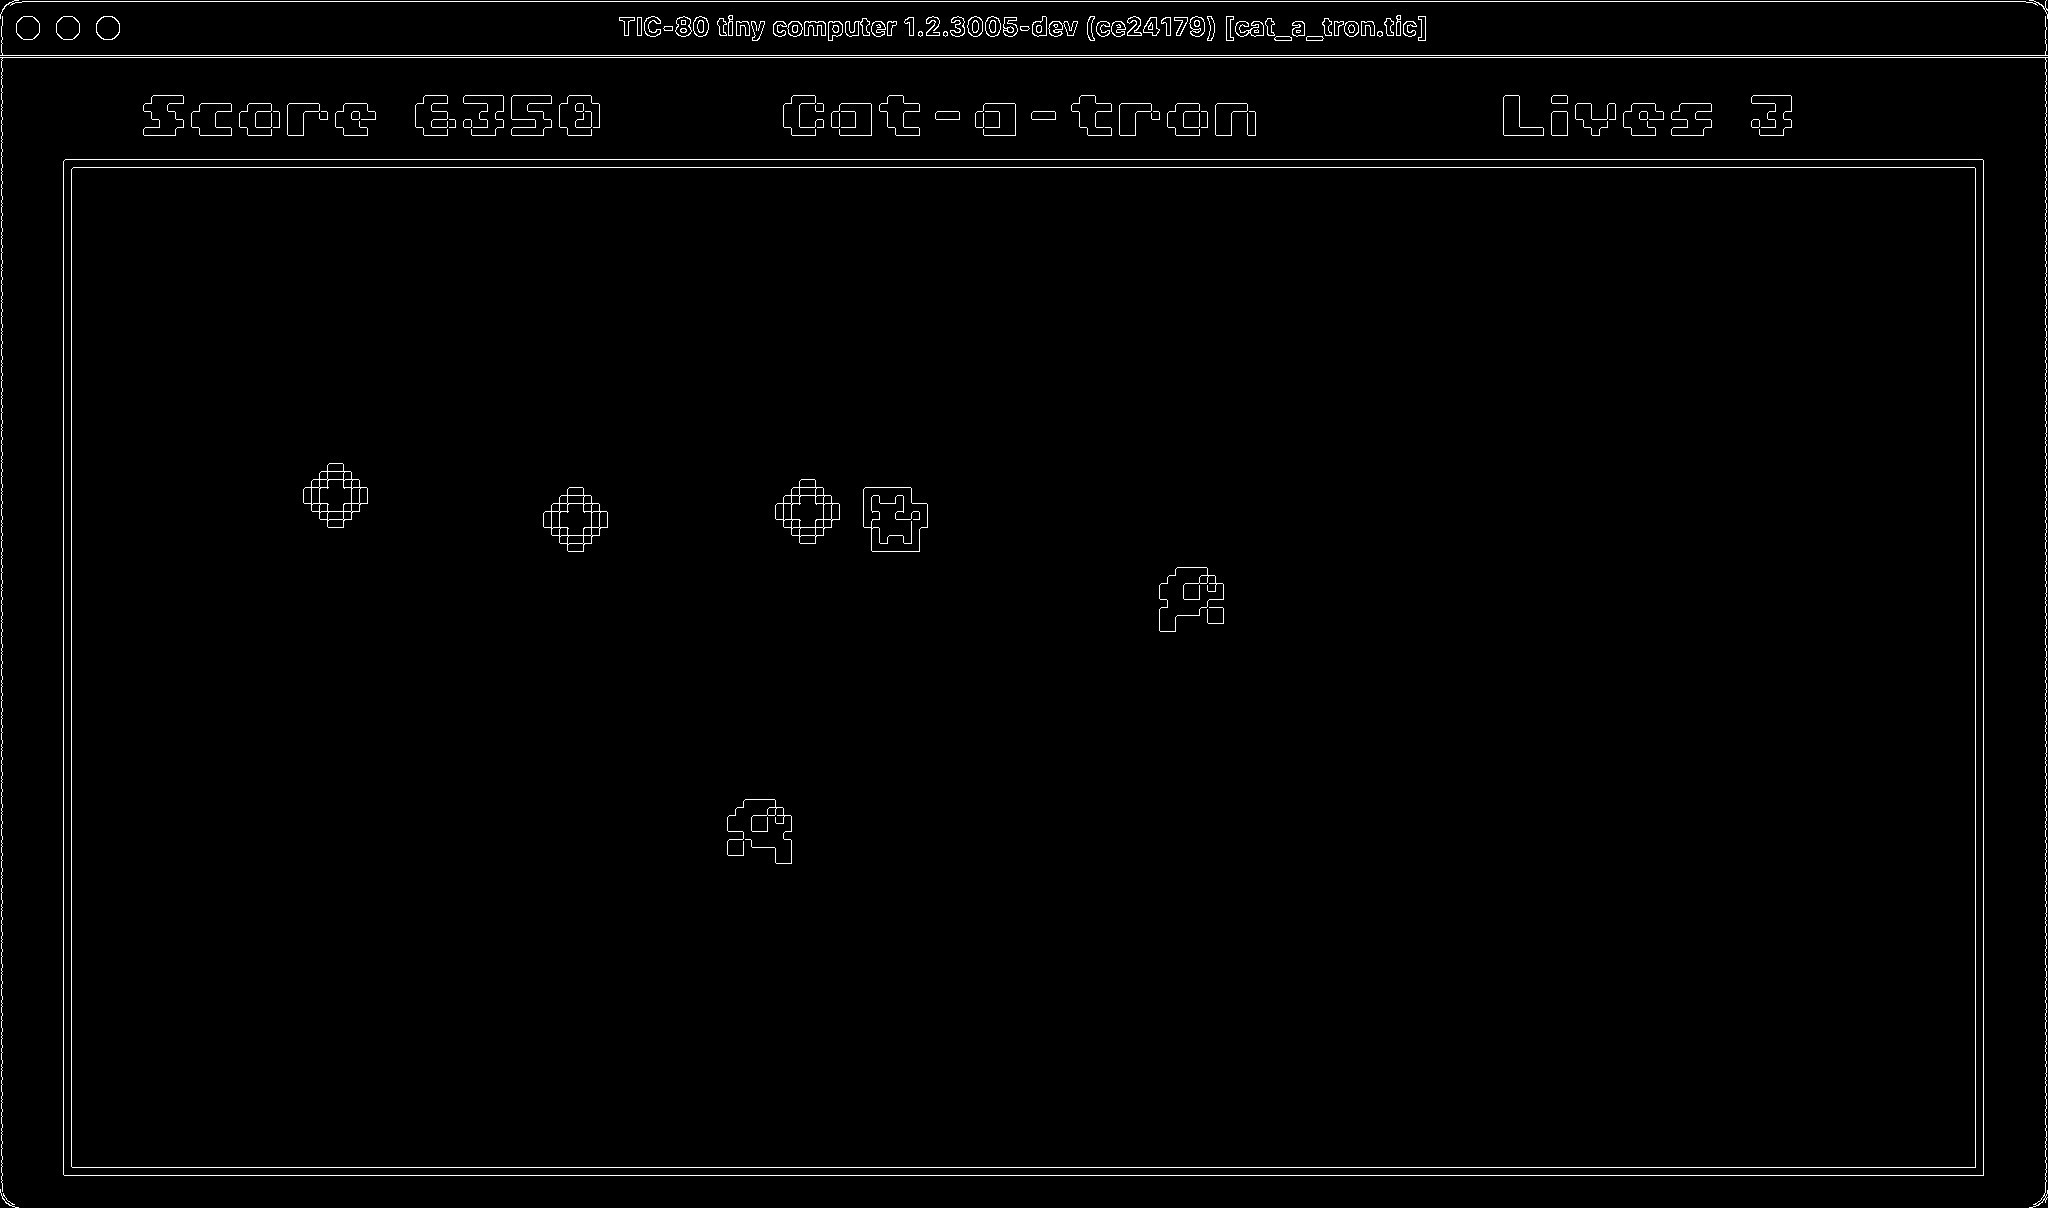 TIC-80 tiny computer 1.2.3005-dev (ce24179) [cat_a_tron.tic]
Score 6350 Cat-a-tron Lives 3